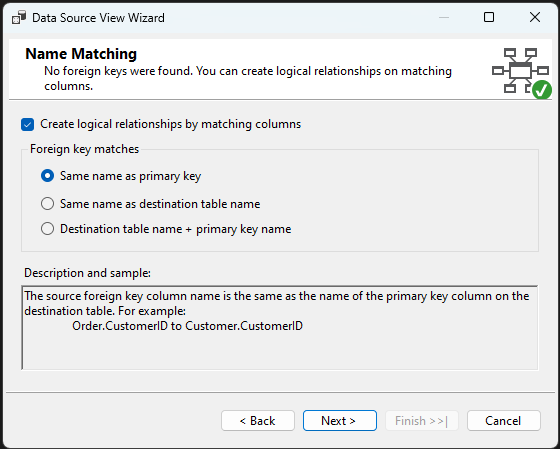 Data Source View Wizard
Name Matching
No foreign keys were found. You can create logical relationships on matching
columns.
Create logical relationships by matching columns
Foreign key matches
Same name as primary key
Same name as destination table name
Destination table name + primary key name
Description and sample:
The source foreign key column name is the same as the name of the primary key column on the
destination table. For example:
Order.CustomerID to Customer.CustomerID
< Back
Next >
Finish >>|
Cancel